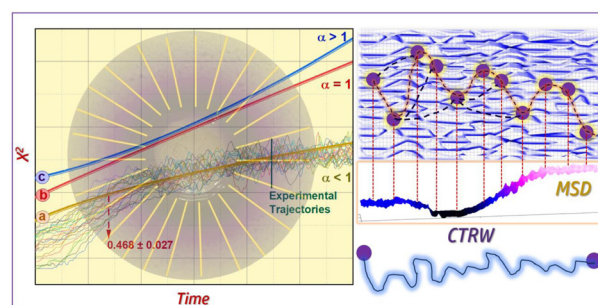 α > 1
α = 1
α < 1
X²
c
b
a
Experimental
Trajectories
0.468 ± 0.027
Time
MSD
CTRW